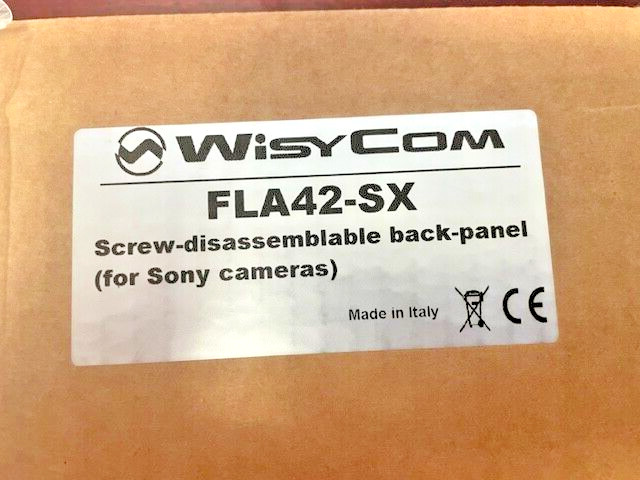 WISYCOM
FLA42-SX
Screw-disassemblable back-panel
(for Sony cameras)
Made in Italy
CE